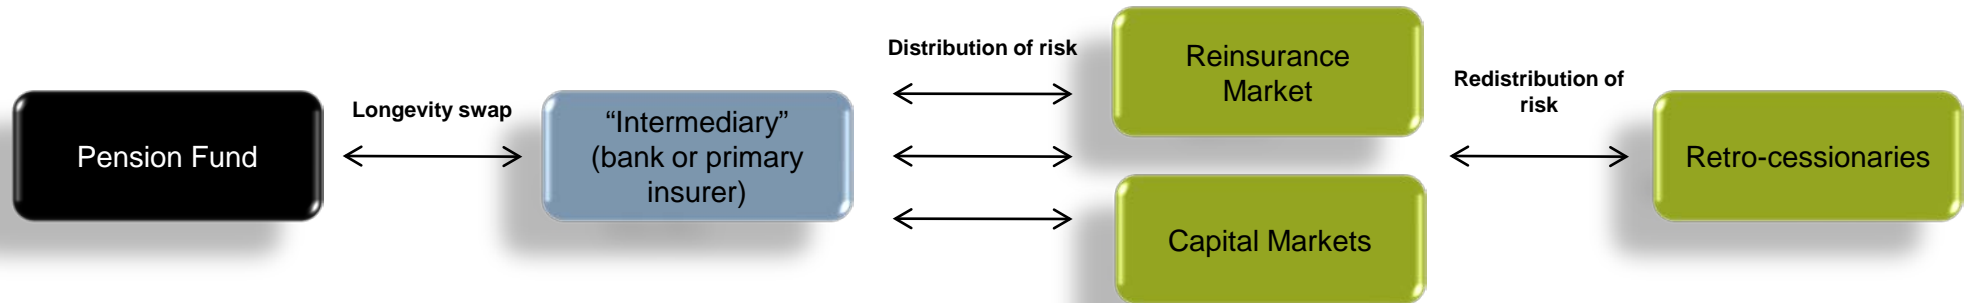 Pension Fund
Longevity swap
“Intermediary”
(bank or primary
insurer)
Distribution of risk
Reinsurance
Market
Capital Markets
Redistribution of
risk
Retro-cessionaries